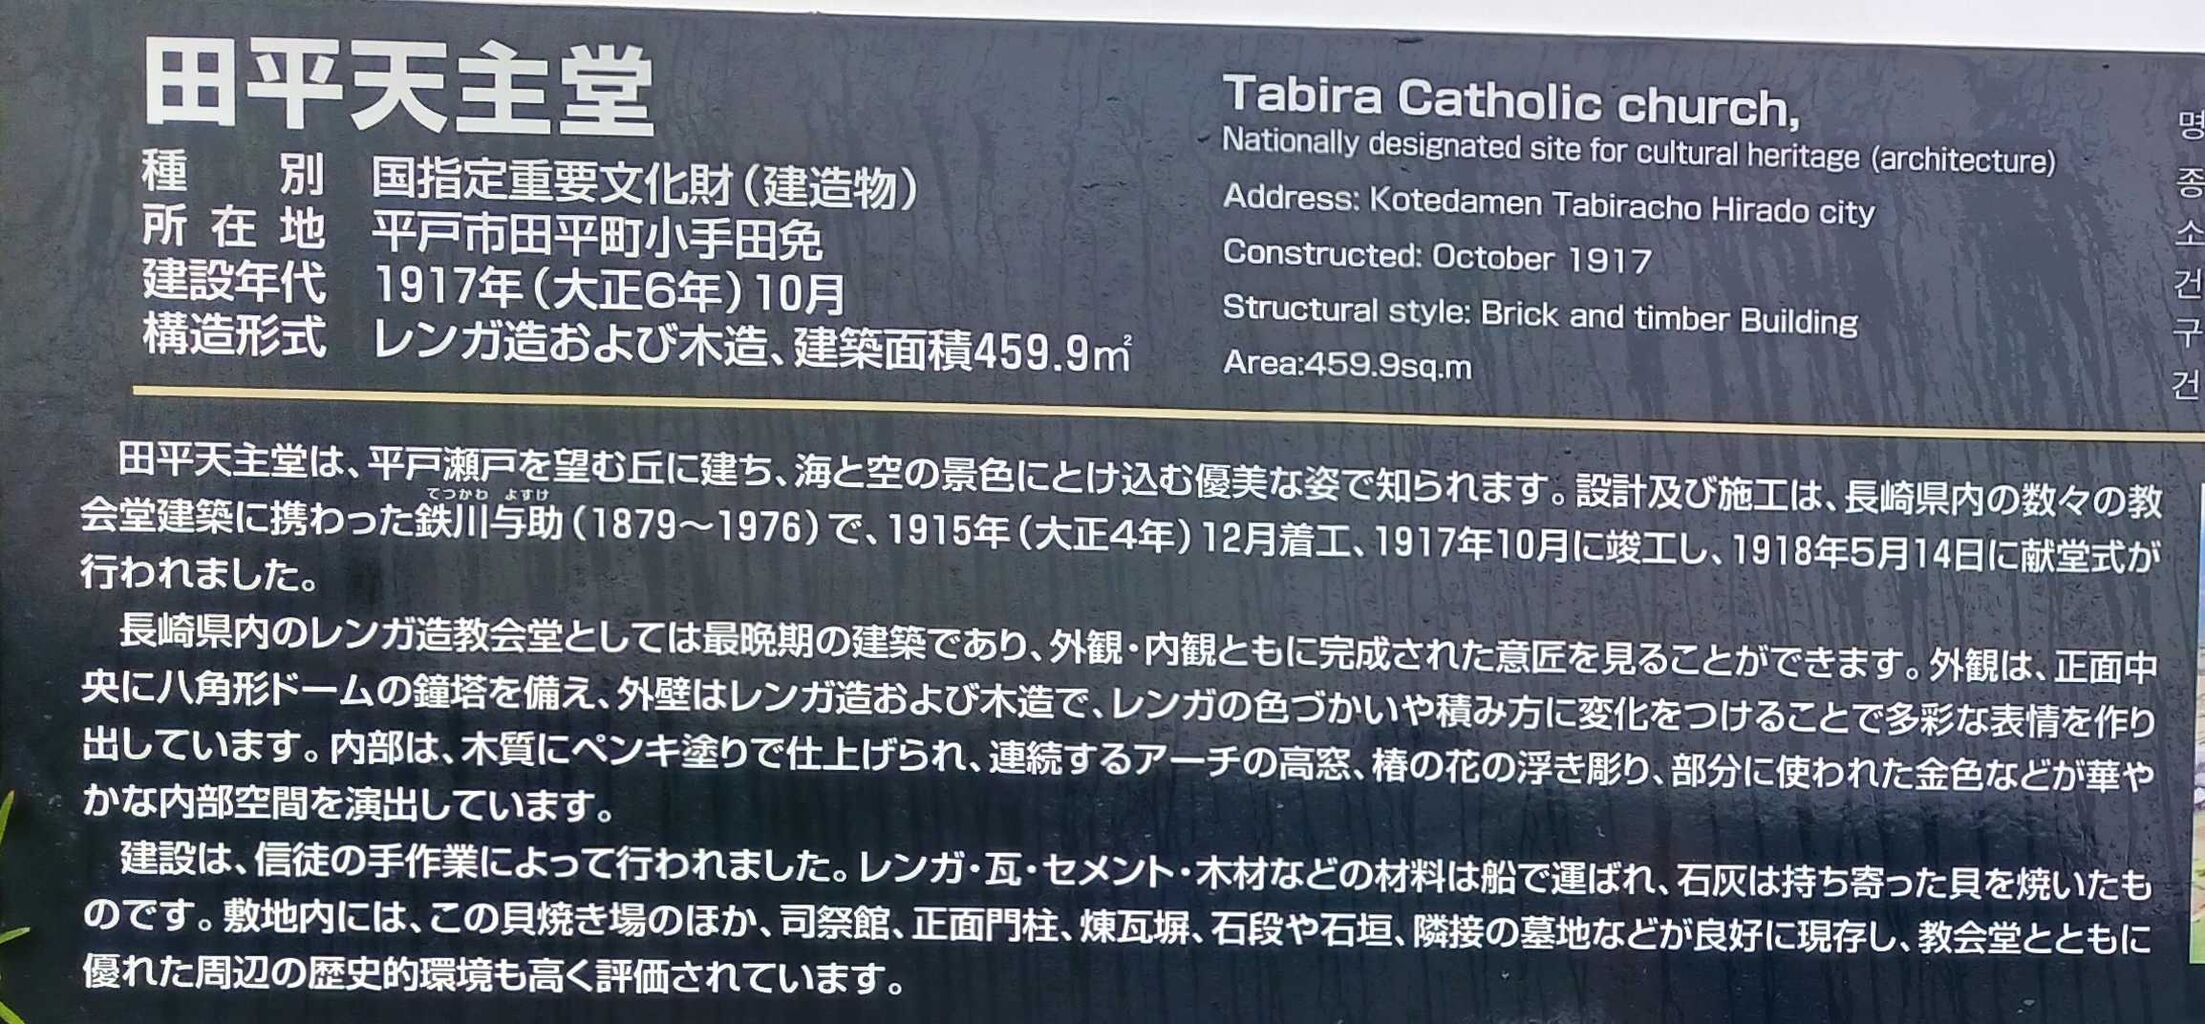 田平天主堂
種別 国指定重要文化財(建造物)
所在地 平戸市田平町小手田免
建設年代 1917年(大正6年)10月
構造形式 レンガ造および木造、建築面積459.9㎡
Tabira Catholic church,
Nationally designated site for cultural heritage (architecture)
Address: Kotedamen Tabiracho Hirado city
Constructed: October 1917
Structural style: Brick and timber Building
Area:459.9sq.m
명
종
소
건
구
건
田平天主堂は、平戸瀬戸を望む丘に建ち、海と空の景色にとけ込む優美な姿で知られます。設計及び施工は、長崎県内の数々の教
てつかわ よすけ
会堂建築に携わった鉄川与助(1879〜1976)で、1915年(大正4年)12月着工、1917年10月に竣工し、1918年5月14日に献堂式が
行われました。
長崎県内のレンガ造教会堂としては最晩期の建築であり、外観・内観ともに完成された意匠を見ることができます。外観は、正面中
央に八角形ドームの鐘塔を備え、外壁はレンガ造および木造で、レンガの色づかいや積み方に変化をつけることで多彩な表情を作り
出しています。内部は、木質にペンキ塗りで仕上げられ、連続するアーチの高窓、椿の花の浮き彫り、部分に使われた金色などが華や
かな内部空間を演出しています。
建設は、信徒の手作業によって行われました。レンガ・瓦・セメント・木材などの材料は船で運ばれ、石灰は持ち寄った貝を焼いたも
のです。敷地内には、この貝焼き場のほか、司祭館、正面門柱、煉瓦塀、石段や石垣、隣接の墓地などが良好に現存し、教会堂とともに
優れた周辺の歴史的環境も高く評価されています。